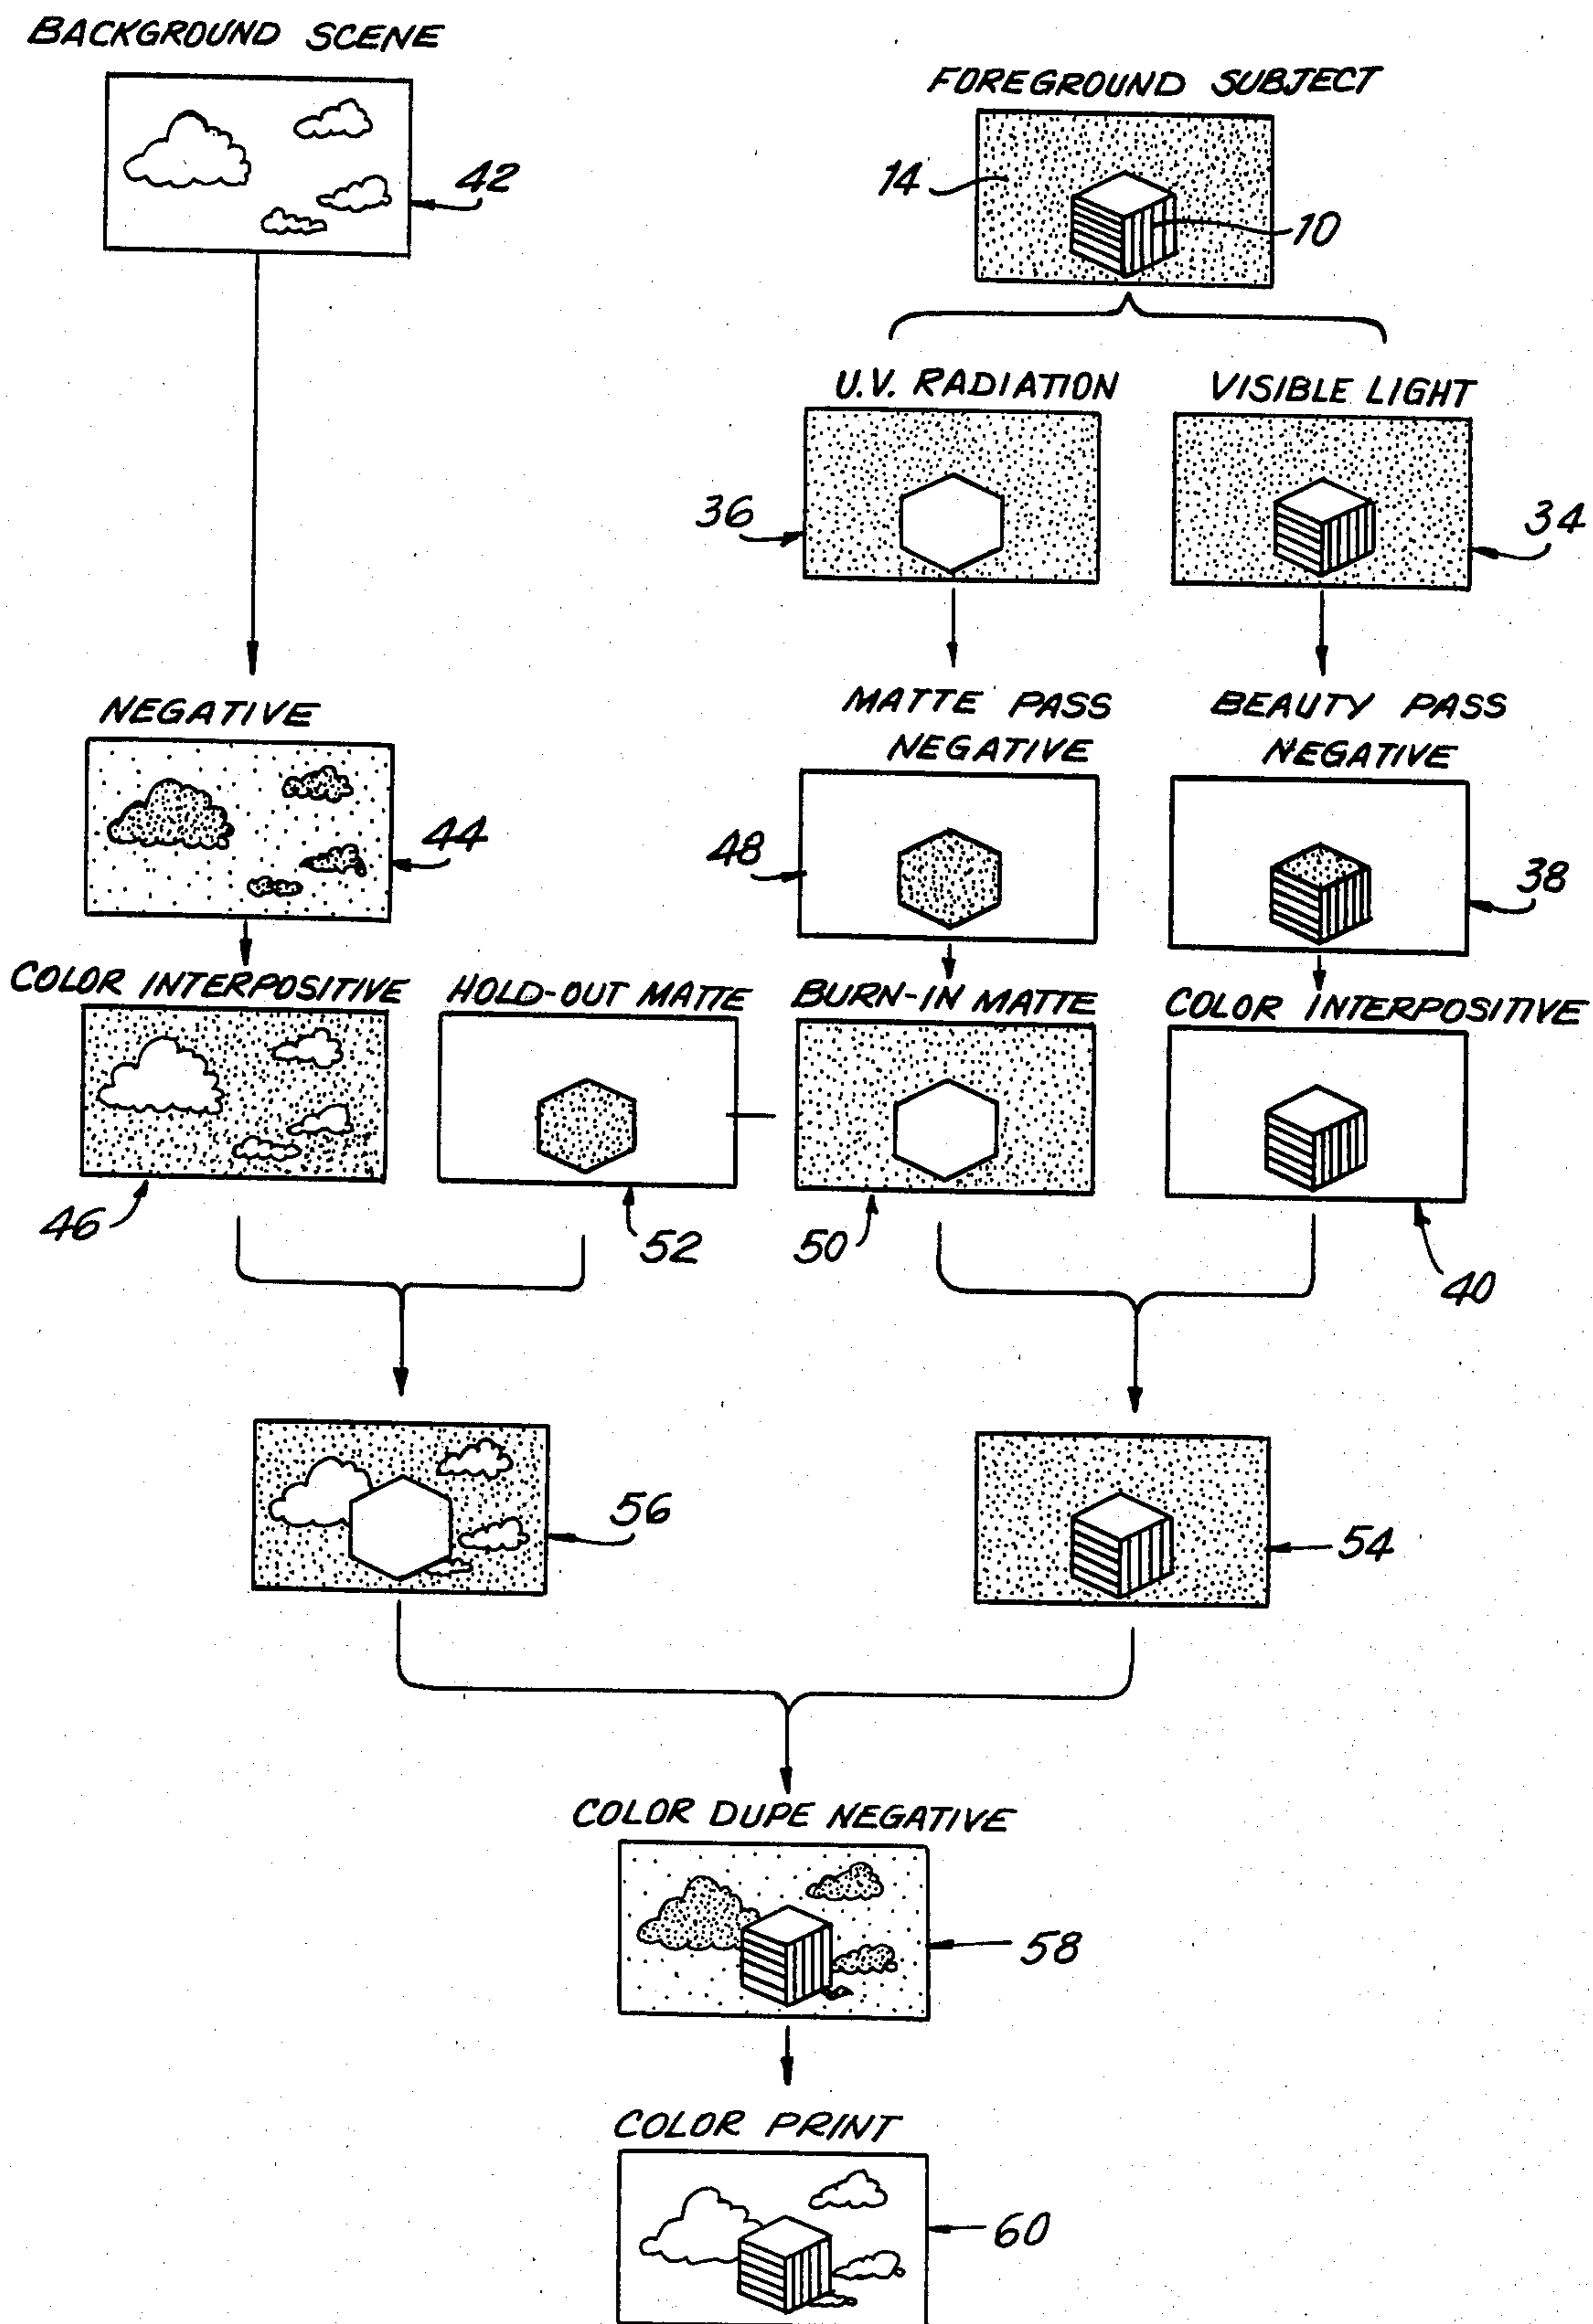 BACKGROUND SCENE
FOREGROUND SUBJECT
42
14
10
U.V. RADIATION
VISIBLE LIGHT
36
34
NEGATIVE
MATTE PASS
NEGATIVE
BEAUTY PASS
NEGATIVE
44
48
38
COLOR INTERPOSITIVE
HOLD-OUT MATTE
BURN-IN MATTE
COLOR INTERPOSITIVE
46
52
50
40
56
54
COLOR DUPE NEGATIVE
58
COLOR PRINT
60